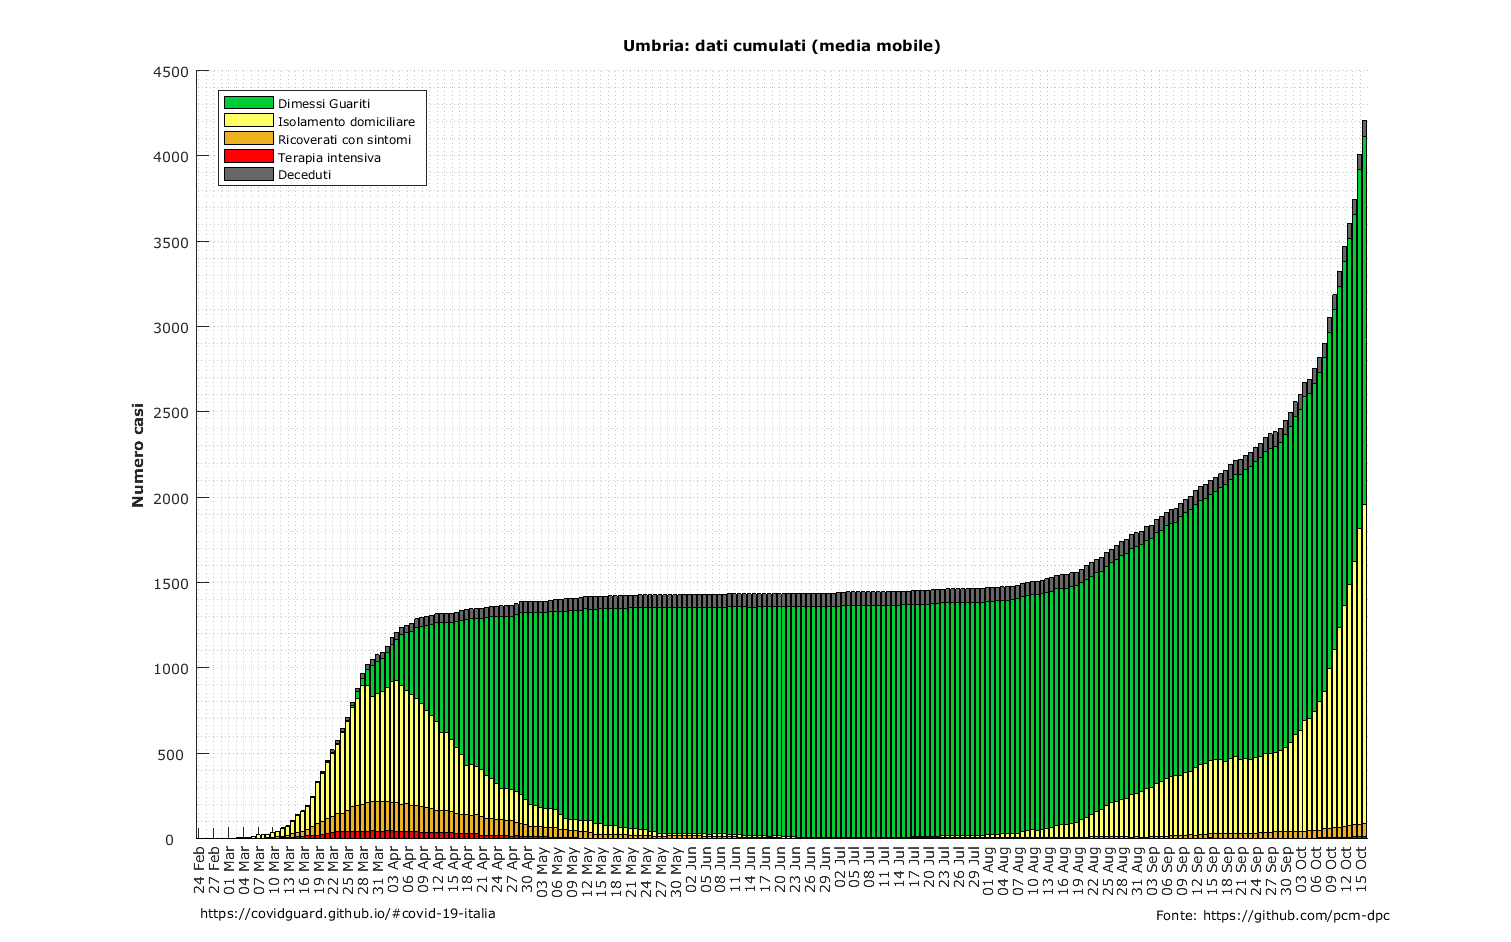 Umbria: dati cumulati (media mobile)
4500
4000
3500
3000
2500
2000
1500
1000
500
0
Numero casi
Dimessi Guariti
Isolamento domiciliare
Ricoverati con sintomi
Terapia intensiva
Deceduti
24 Feb
27 Feb
01 Mar
04 Mar
07 Mar
10 Mar
13 Mar
16 Mar
19 Mar
22 Mar
25 Mar
28 Mar
31 Mar
03 Apr
06 Apr
09 Apr
12 Apr
15 Apr
18 Apr
21 Apr
24 Apr
27 Apr
30 Apr
03 May
06 May
09 May
12 May
15 May
18 May
21 May
24 May
27 May
30 May
02 Jun
05 Jun
08 Jun
11 Jun
14 Jun
17 Jun
20 Jun
23 Jun
26 Jun
29 Jun
02 Jul
05 Jul
08 Jul
11 Jul
14 Jul
17 Jul
20 Jul
23 Jul
26 Jul
29 Jul
01 Aug
04 Aug
07 Aug
10 Aug
13 Aug
16 Aug
19 Aug
22 Aug
25 Aug
28 Aug
31 Aug
03 Sep
06 Sep
09 Sep
12 Sep
15 Sep
18 Sep
21 Sep
24 Sep
27 Sep
30 Sep
03 Oct
06 Oct
09 Oct
12 Oct
15 Oct
https://covidguard.github.io/#covid-19-italia
Fonte: https://github.com/pcm-dpc